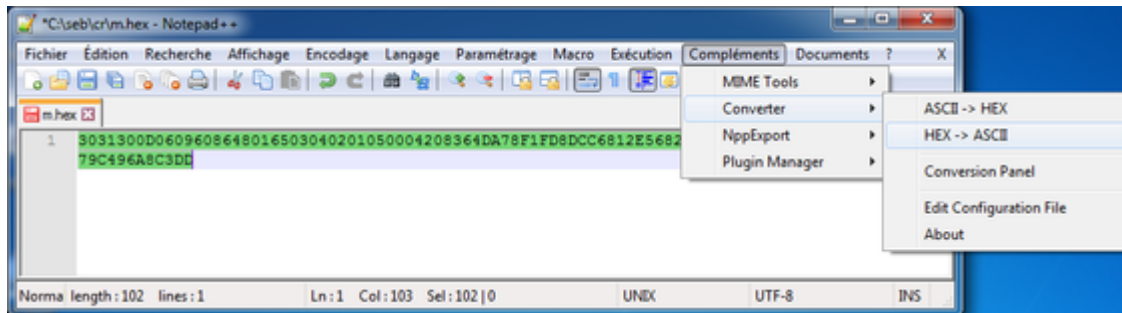 *C:\seb\cr\m.hex - Notepad++
Fichier Édition Recherche Affichage Encodage Langage Paramétrage Macro Exécution Compléments Documents ? X
m.hex
MIME Tools
Converter
NppExport
Plugin Manager
ASCII -> HEX
HEX -> ASCII
Conversion Panel
Edit Configuration File
About
1 3031300D0609608648016503040201050004208364DA78F1FD8DCC6812E5682
79C496A8C3DD
Norma length : 102 lines : 1 Ln : 1 Col : 103 Sel : 102 | 0 UNIX UTF-8 INS